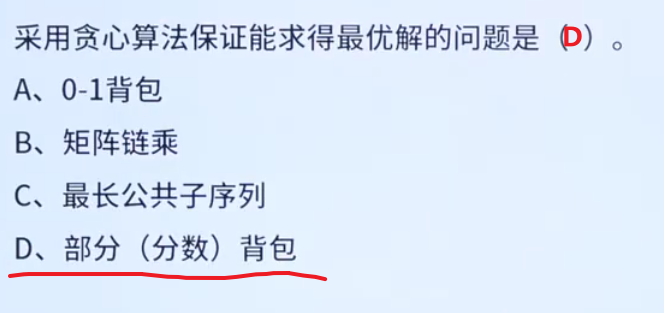 采用贪心算法保证能求得最优解的问题是（D）。
A、0-1背包
B、矩阵链乘
C、最长公共子序列
D、部分（分数）背包